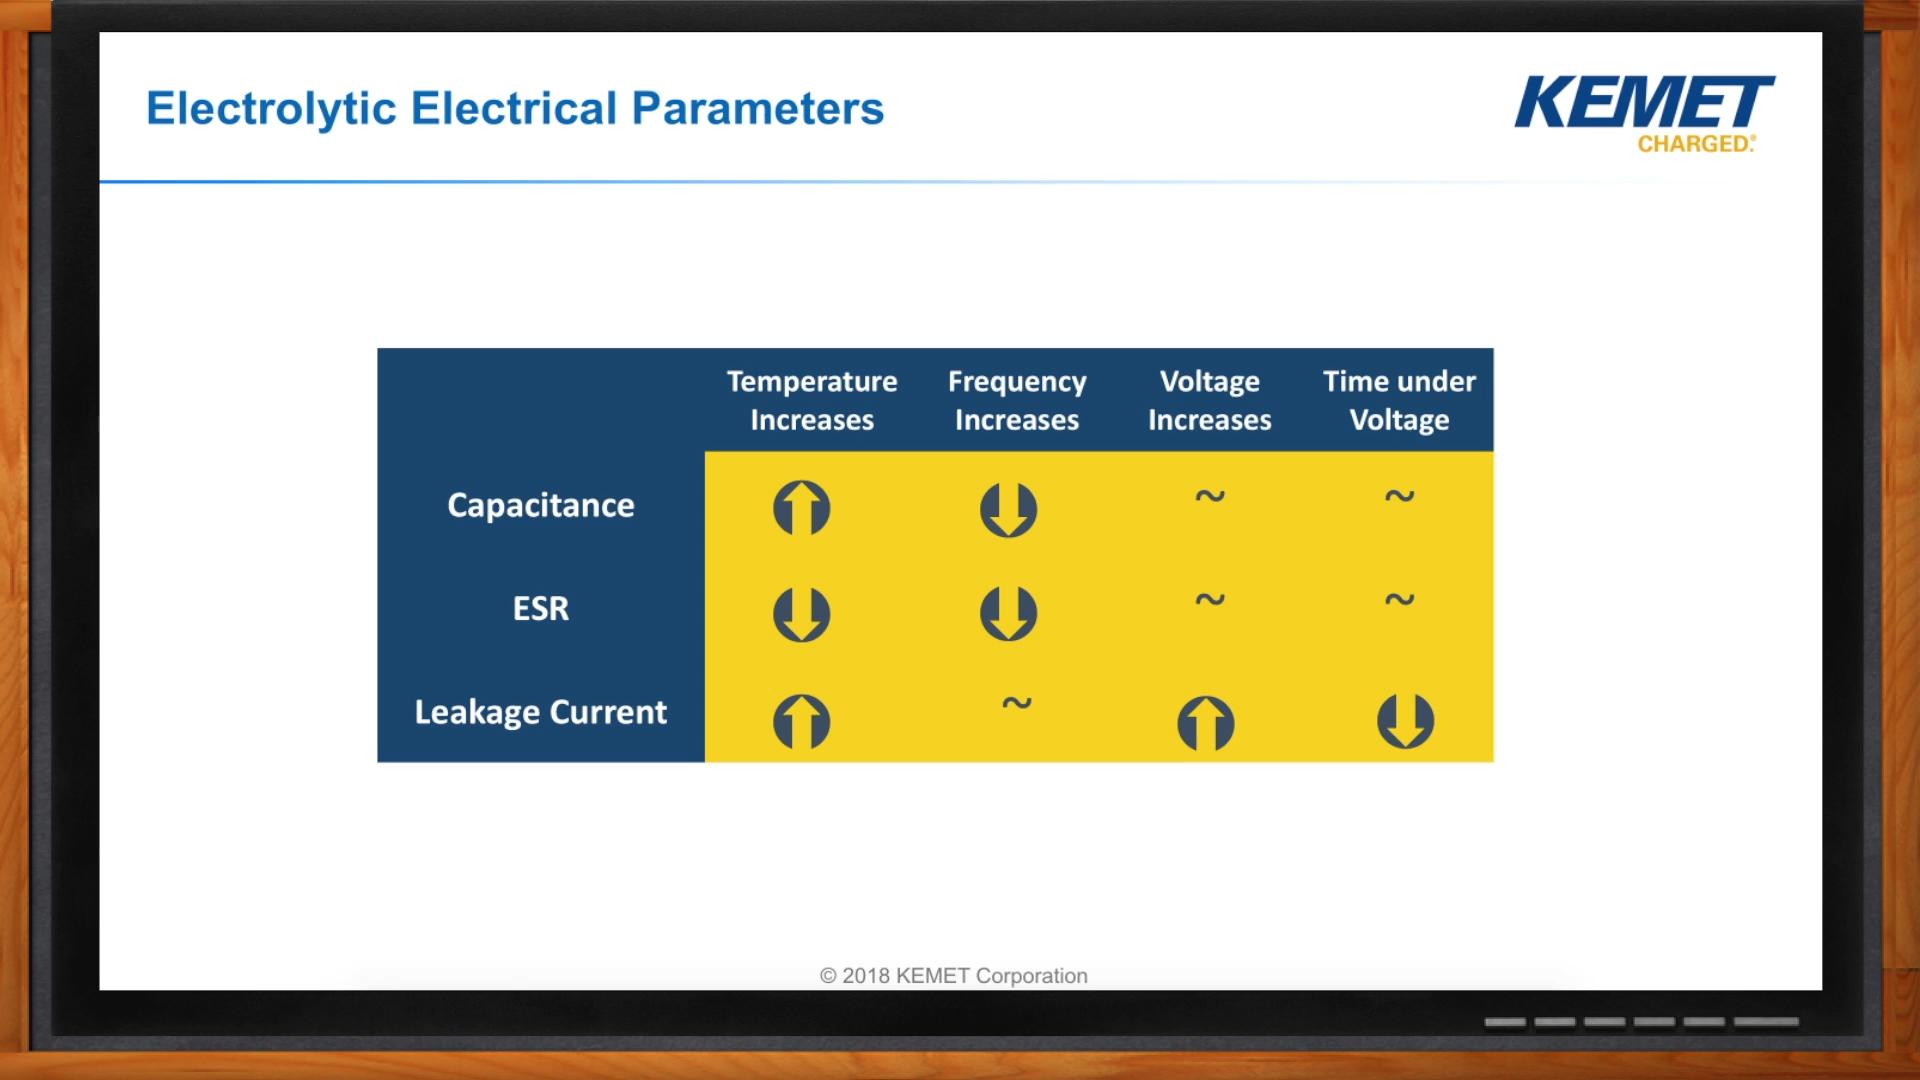 Electrolytic Electrical Parameters
KEMET
CHARGED.®
Temperature Increases
Frequency Increases
Voltage Increases
Time under Voltage
Capacitance ~ ~
ESR ~ ~
Leakage Current ~
© 2018 KEMET Corporation